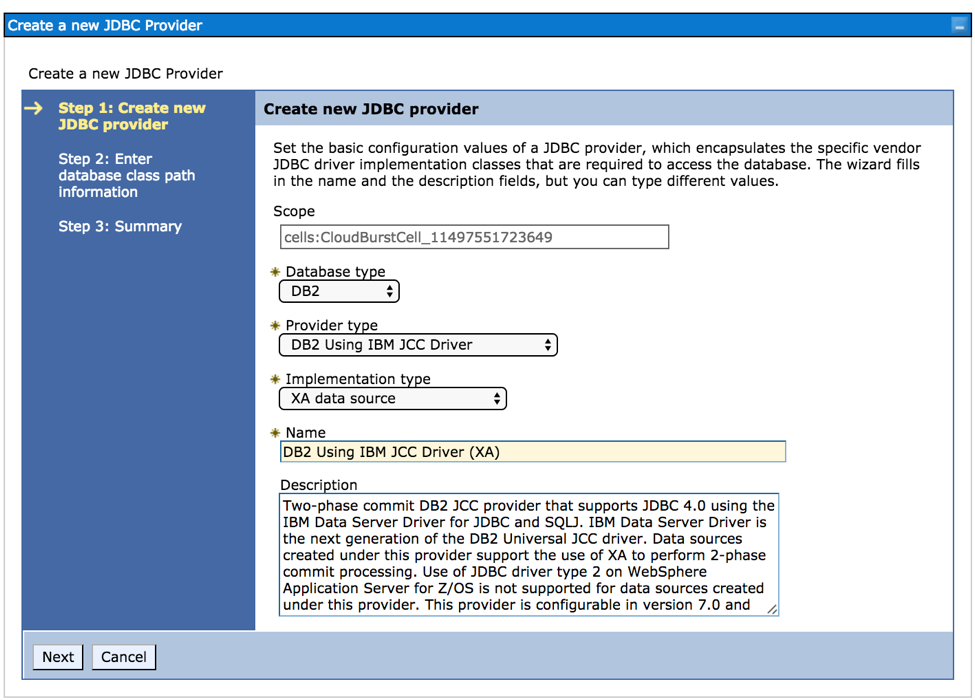 Create a new JDBC Provider
Create a new JDBC Provider
Step 1: Create new
JDBC provider
Step 2: Enter
database class path
information
Step 3: Summary
Create new JDBC provider
Set the basic configuration values of a JDBC provider, which encapsulates the specific vendor
JDBC driver implementation classes that are required to access the database. The wizard fills
in the name and the description fields, but you can type different values.
Scope
cells:CloudBurstCell_11497551723649
Database type
DB2
Provider type
DB2 Using IBM JCC Driver
Implementation type
XA data source
Name
DB2 Using IBM JCC Driver (XA)
Description
Two-phase commit DB2 JCC provider that supports JDBC 4.0 using the
IBM Data Server Driver for JDBC and SQLJ. IBM Data Server Driver is
the next generation of the DB2 Universal JCC driver. Data sources
created under this provider support the use of XA to perform 2-phase
commit processing. Use of JDBC driver type 2 on WebSphere
Application Server for Z/OS is not supported for data sources created
under this provider. This provider is configurable in version 7.0 and
Next
Cancel